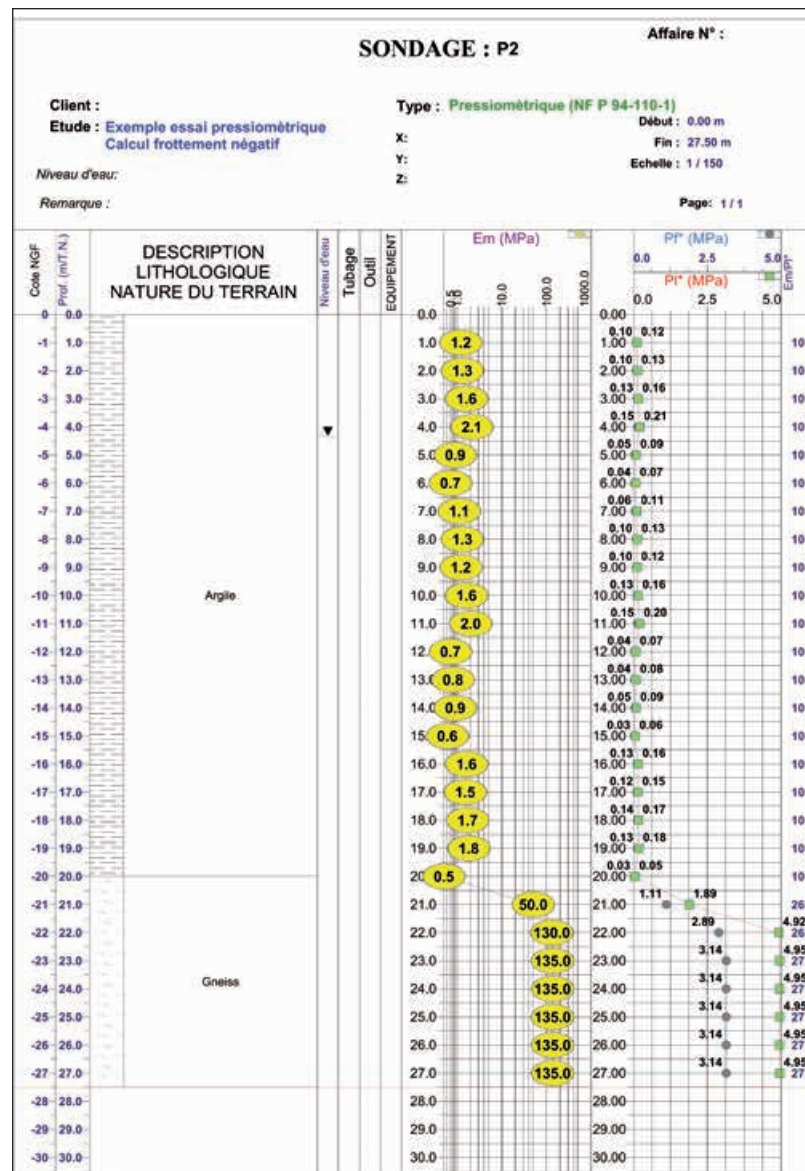 Affaire N° :
SONDAGE : P2
Client :
Type : Pressiomètrique (NF P 94-110-1)
Etude : Exemple essai pressiomètrique
Calcul frottement négatif
Début : 0.00 m
X:
Fin : 27.50 m
Y:
Echelle : 1 / 150
Niveau d'eau:
Z:
Remarque :
Page: 1 / 1
Cote NGF
Prof. (m/T.N.)
DESCRIPTION
LITHOLOGIQUE
NATURE DU TERRAIN
Niveau d'eau
Tubage
Outil
EQUIPEMENT
Em (MPa)
Pf* (MPa)
0.0 2.5 5.0
Pl* (MPa)
0.5 10.0 100.0 1000.0
0.0 2.5 5.0
Em/Pl*
0 0.0 0.0 0.00
-1 1.0 1.0 1.2 1.00 0.10 0.12 10
-2 2.0 2.0 1.3 2.00 0.10 0.13 10
-3 3.0 3.0 1.6 3.00 0.13 0.16 10
-4 4.0 4.0 2.1 4.00 0.15 0.21 10
-5 5.0 5.0 0.9 5.00 0.05 0.09 10
-6 6.0 6. 0.7 6.00 0.04 0.07 10
-7 7.0 7.0 1.1 7.00 0.06 0.11 10
-8 8.0 8.0 1.3 8.00 0.10 0.13 10
-9 9.0 9.0 1.2 9.00 0.10 0.12 10
-10 10.0 Argile 10.0 1.6 10.00 0.13 0.16 10
-11 11.0 11.0 2.0 11.00 0.15 0.20 10
-12 12.0 12. 0.7 12.00 0.04 0.07 10
-13 13.0 13.0 0.8 13.00 0.04 0.08 10
-14 14.0 14.0 0.9 14.00 0.05 0.09 10
-15 15.0 15. 0.6 15.00 0.03 0.06 10
-16 16.0 16.0 1.6 16.00 0.13 0.16 10
-17 17.0 17.0 1.5 17.00 0.12 0.15 10
-18 18.0 18.0 1.7 18.00 0.14 0.17 10
-19 19.0 19.0 1.8 19.00 0.13 0.18 10
-20 20.0 20 0.5 20.00 0.03 0.05 10
-21 21.0 21.0 50.0 21.00 1.11 1.89 26
-22 22.0 22.0 130.0 22.00 2.89 4.92 26
-23 23.0 23.0 135.0 23.00 3.14 4.95 27
-24 24.0 Gneiss 24.0 135.0 24.00 3.14 4.95 27
-25 25.0 25.0 135.0 25.00 3.14 4.95 27
-26 26.0 26.0 135.0 26.00 3.14 4.95 27
-27 27.0 27.0 135.0 27.00 3.14 4.95 27
-28 28.0 28.0 28.00
-29 29.0 29.0 29.00
-30 30.0 30.0 30.00